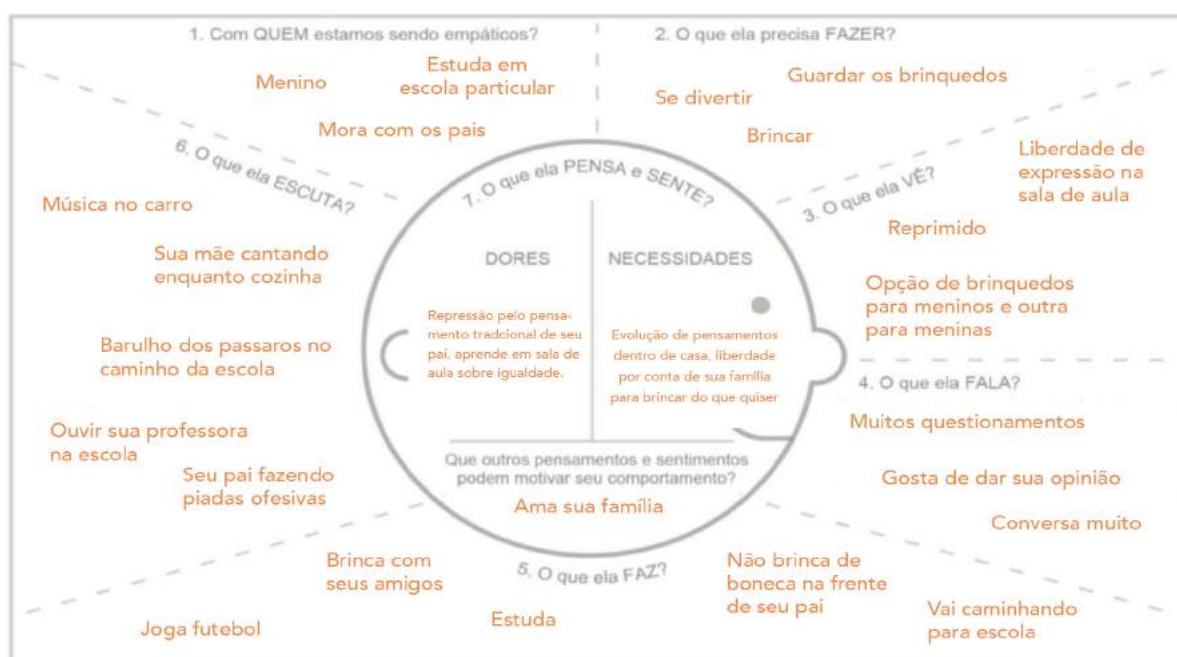 1. Com QUEM estamos sendo empáticos?
Menino
Estuda em
escola particular
Mora com os pais
2. O que ela precisa FAZER?
Guardar os brinquedos
Se divertir
Brincar
3. O que ela VÊ?
Liberdade de
expressão na
sala de aula
Reprimido
Opção de brinquedos
para meninos e outra
para meninas
4. O que ela FALA?
Muitos questionamentos
Gosta de dar sua opinião
Conversa muito
5. O que ela FAZ?
Brinca com
seus amigos
Joga futebol
Estuda
Não brinca de
boneca na frente
de seu pai
Vai caminhando
para escola
6. O que ela ESCUTA?
Música no carro
Sua mãe cantando
enquanto cozinha
Barulho dos passaros no
caminho da escola
Ouvir sua professora
na escola
Seu pai fazendo
piadas ofesivas
7. O que ela PENSA e SENTE?
DORES
Repressão pelo pensa-
mento tradcional de seu
pai, aprende em sala de
aula sobre igualdade.
NECESSIDADES
Evolução de pensamentos
dentro de casa, liberdade
por conta de sua família
para brincar do que quiser
Que outros pensamentos e sentimentos
podem motivar seu comportamento?
Ama sua família